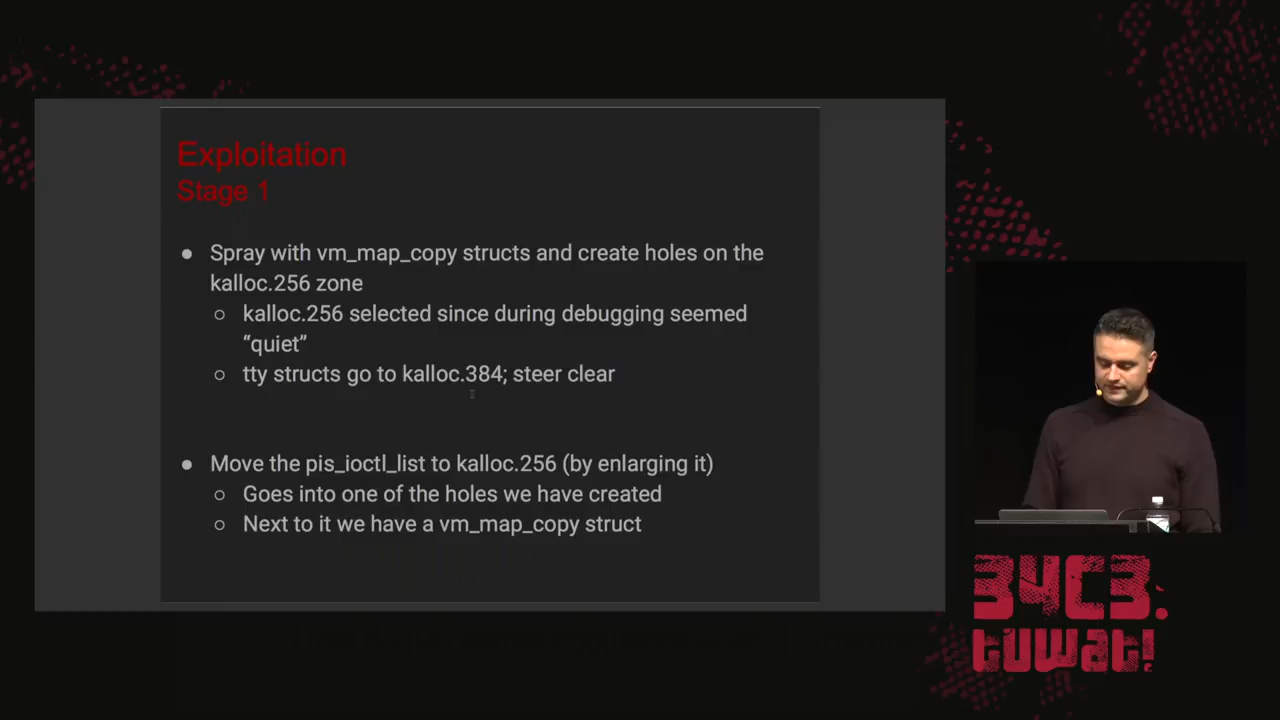 Exploitation
Stage 1
● Spray with vm_map_copy structs and create holes on the
kalloc.256 zone
○ kalloc.256 selected since during debugging seemed
“quiet”
○ tty structs go to kalloc.384; steer clear
● Move the pis_ioctl_list to kalloc.256 (by enlarging it)
○ Goes into one of the holes we have created
○ Next to it we have a vm_map_copy struct
34C3.
tuwat!